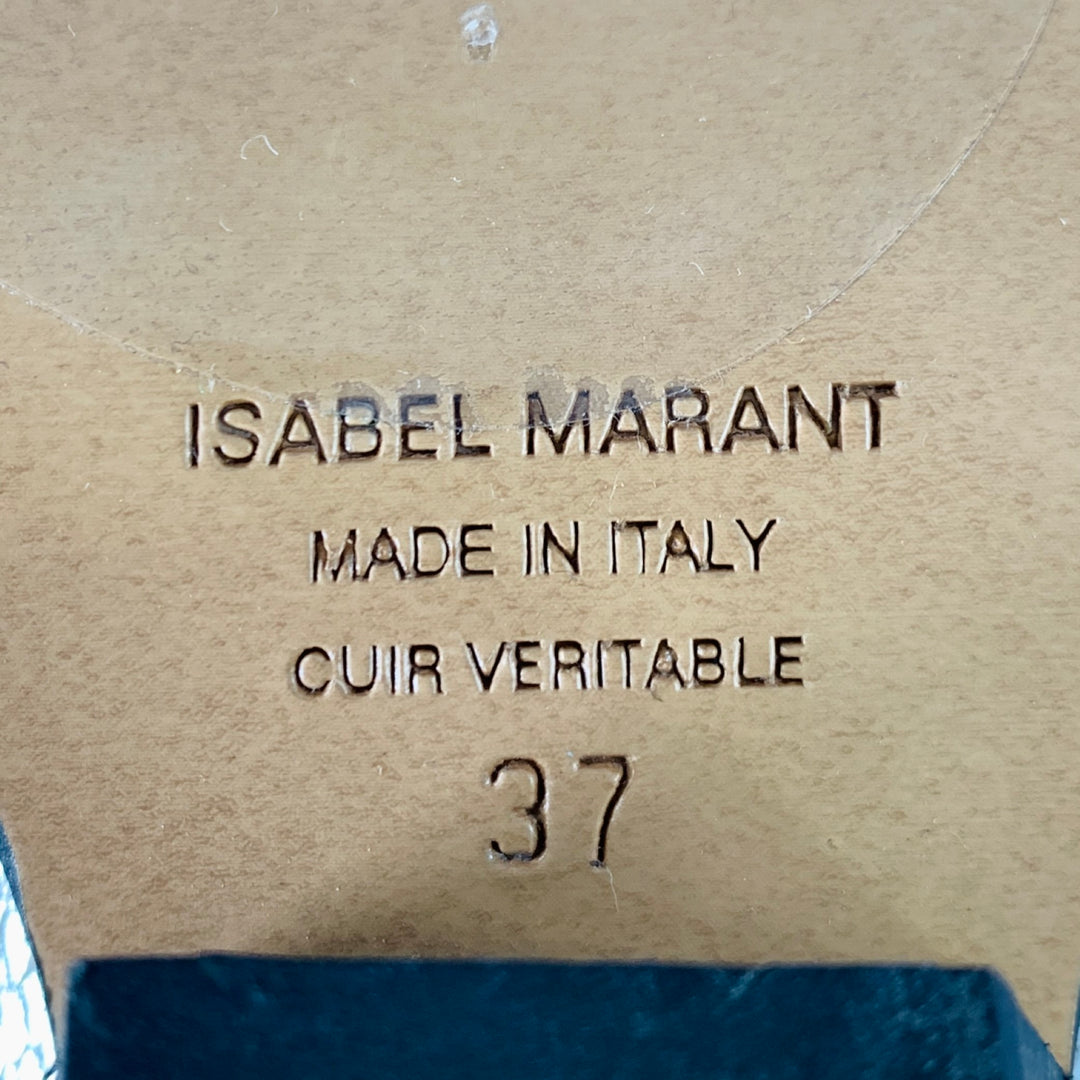 ISABEL MARANT
MADE IN ITALY
CUIR VERITABLE
37